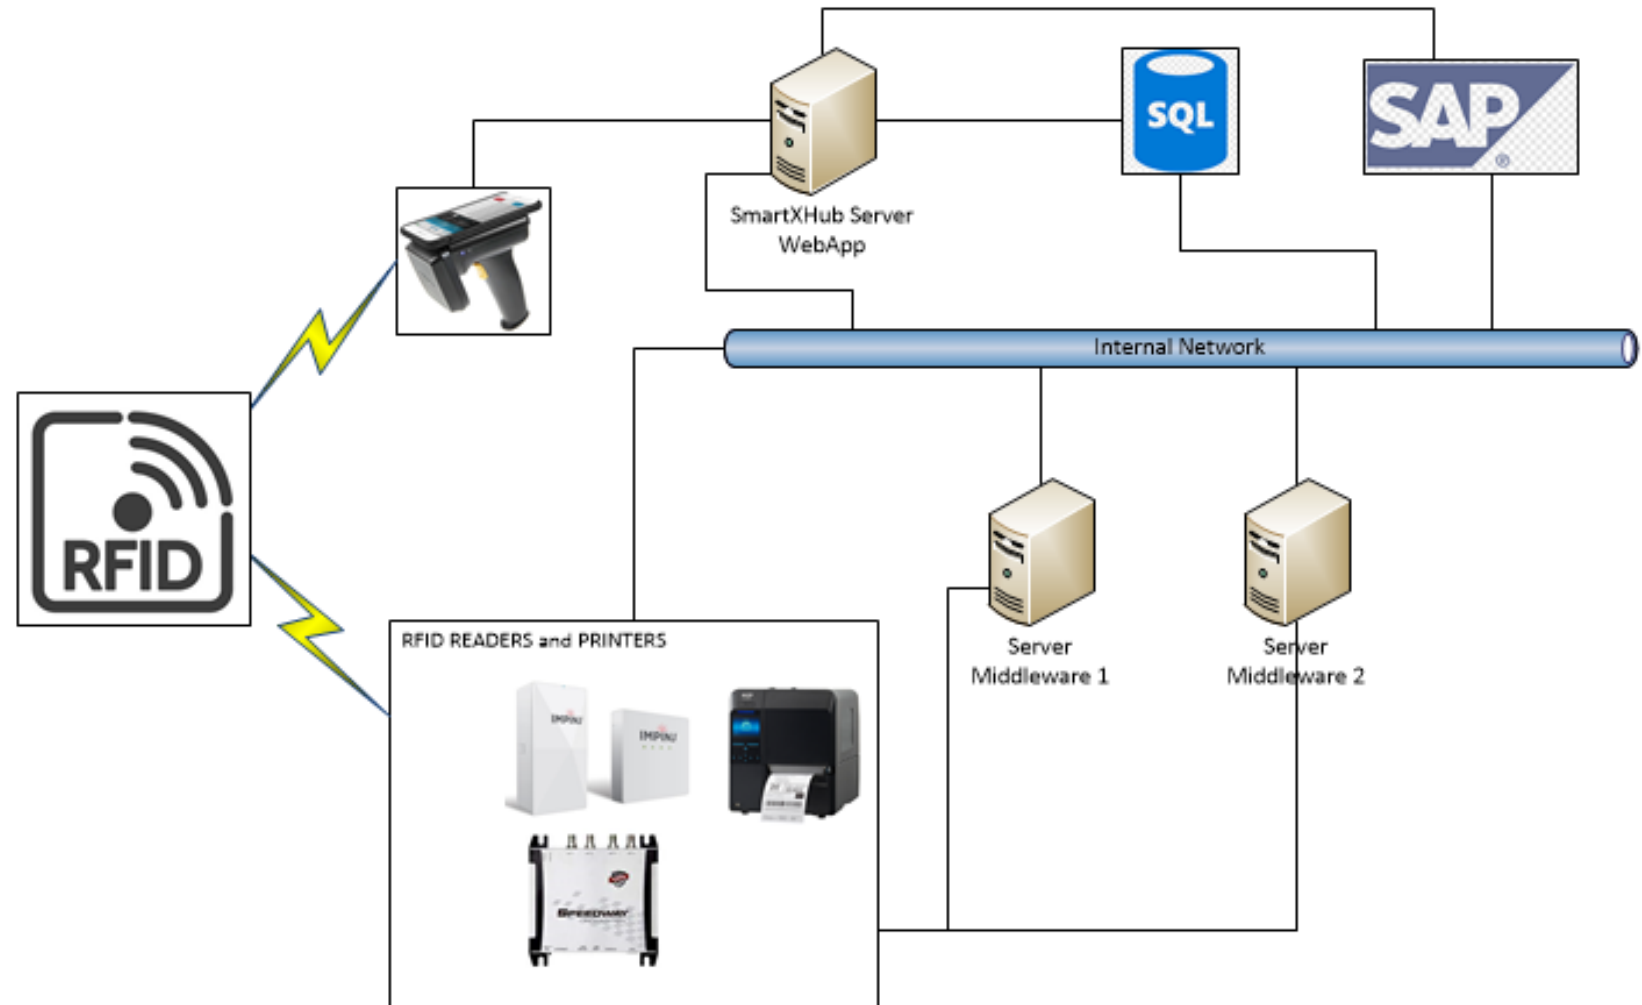 SQL
SAP
®
SmartXHub Server
WebApp
Internal Network
RFID
RFID READERS and PRINTERS
IMPINJ
IMPINJ
SPEEDWAY
Server
Middleware 1
Server
Middleware 2